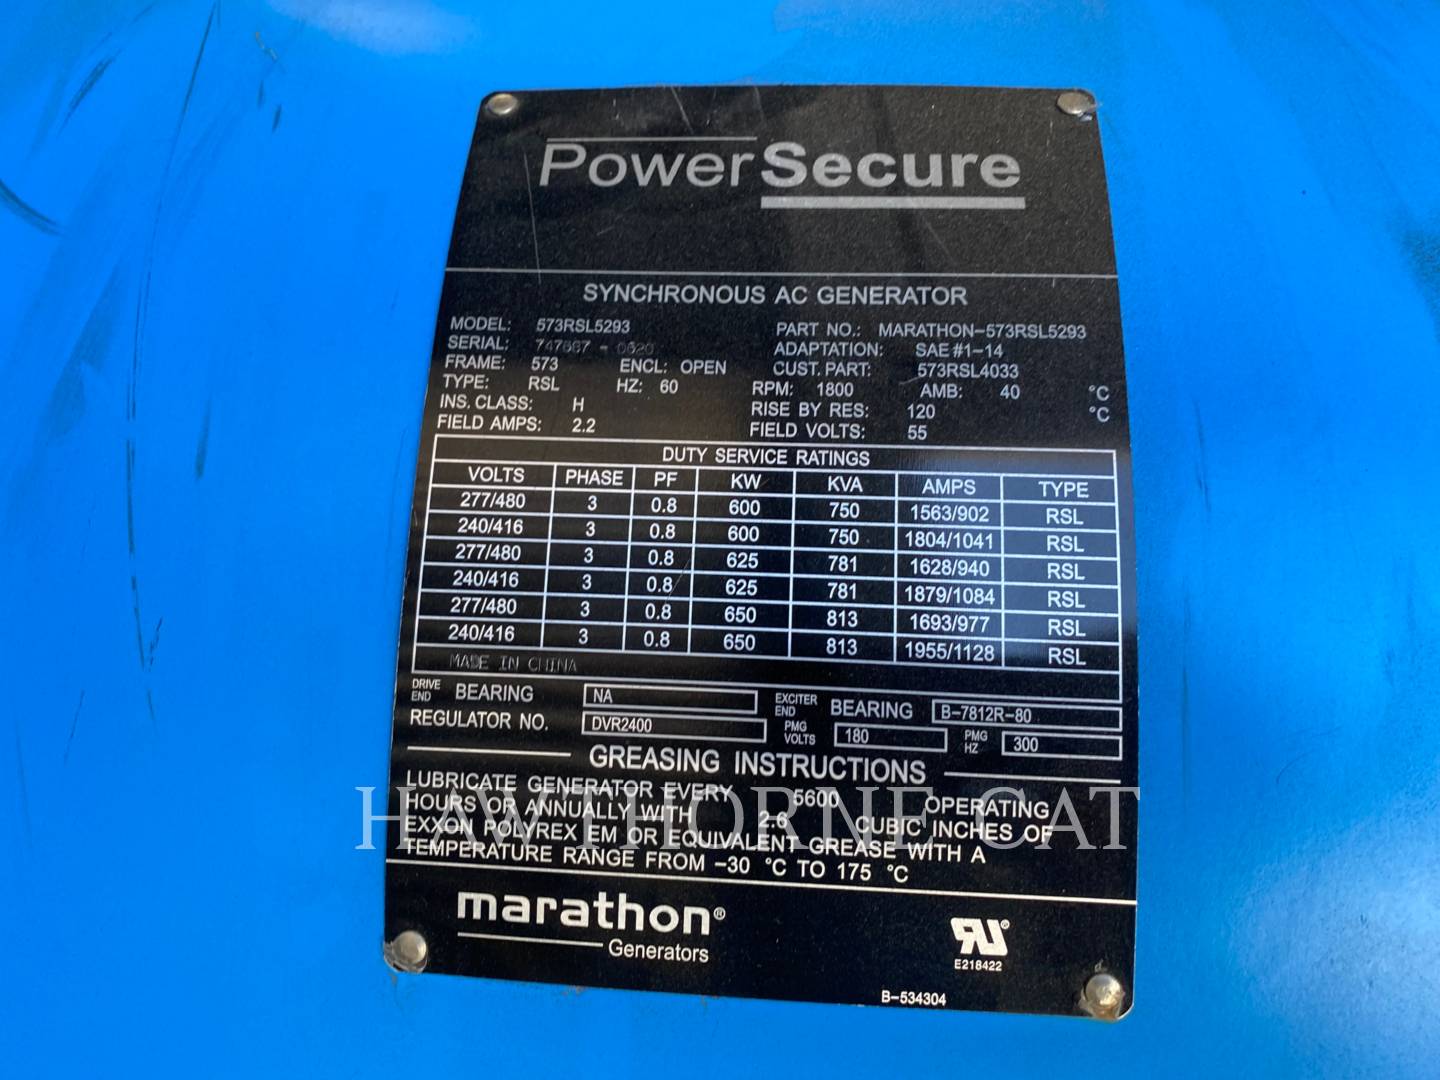 PowerSecure
SYNCHRONOUS AC GENERATOR
MODEL: 573RSL5293 PART NO.: MARATHON-573RSL5293
SERIAL: ADAPTATION: SAE #1-14
FRAME: 573 ENCL: OPEN CUST. PART: 573RSL4033
TYPE: RSL HZ: 60 RPM: 1800 AMB: 40 °C
INS. CLASS: H RISE BY RES: 120 °C
FIELD AMPS: 2.2 FIELD VOLTS: 55
DUTY SERVICE RATINGS
VOLTS PHASE PF KW KVA AMPS TYPE
277/480 3 0.8 600 750 1563/902 RSL
240/416 3 0.8 600 750 1804/1041 RSL
277/480 3 0.8 625 781 1628/940 RSL
240/416 3 0.8 625 781 1879/1084 RSL
277/480 3 0.8 650 813 1693/977 RSL
240/416 3 0.8 650 813 1955/1128 RSL
MADE IN CHINA
DRIVE END BEARING NA EXCITER END BEARING B-7812R-80
REGULATOR NO. DVR2400 PMG VOLTS 180 PMG HZ 300
GREASING INSTRUCTIONS
LUBRICATE GENERATOR EVERY 5600 OPERATING
HOURS OR ANNUALLY WITH 2.6 CUBIC INCHES OF
EXXON POLYREX EM OR EQUIVALENT GREASE WITH A
TEMPERATURE RANGE FROM -30 °C TO 175 °C
HAWTHORNE CAT
marathon®
Generators
RU®
E218422
B-534304